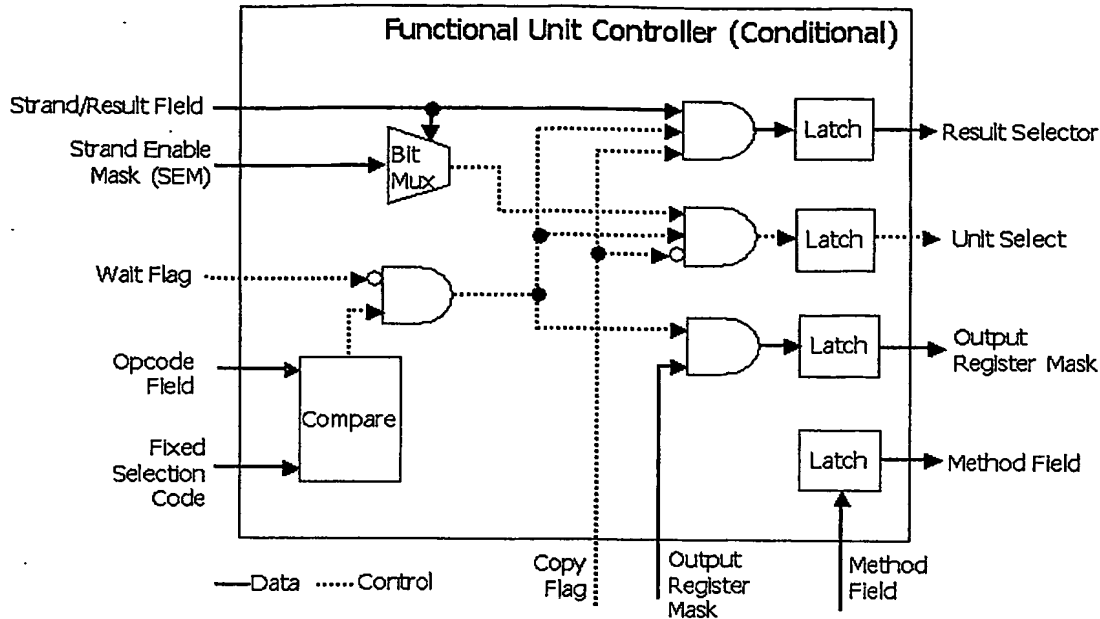 Functional Unit Controller (Conditional)
Strand/Result Field
Strand Enable
Mask (SEM)
Bit
Mux
Latch
Result Selector
Latch
Unit Select
Wait Flag
Opcode
Field
Compare
Latch
Output
Register Mask
Fixed
Selection
Code
Latch
Method Field
Data
Control
Copy
Flag
Output
Register
Mask
Method
Field